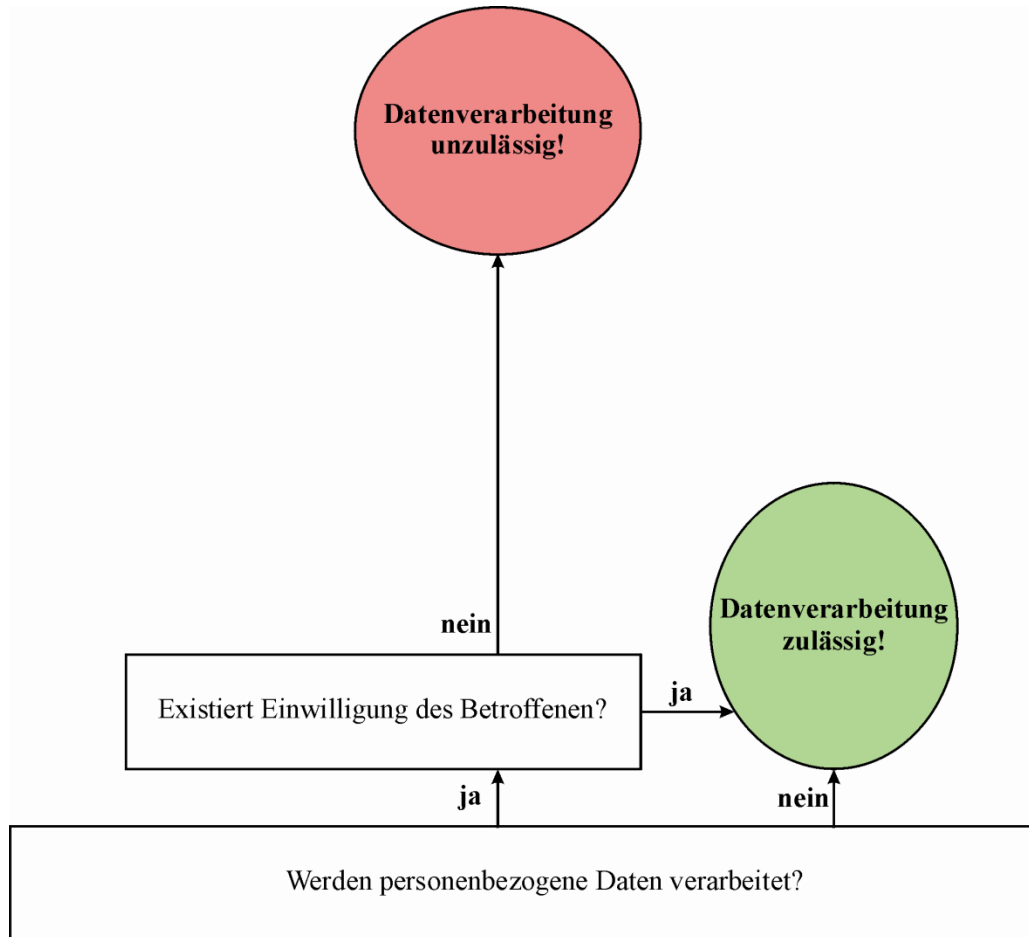 Datenverarbeitung
unzulässig!
nein
Datenverarbeitung
zulässig!
Existiert Einwilligung des Betroffenen?
ja
ja
nein
Werden personenbezogene Daten verarbeitet?